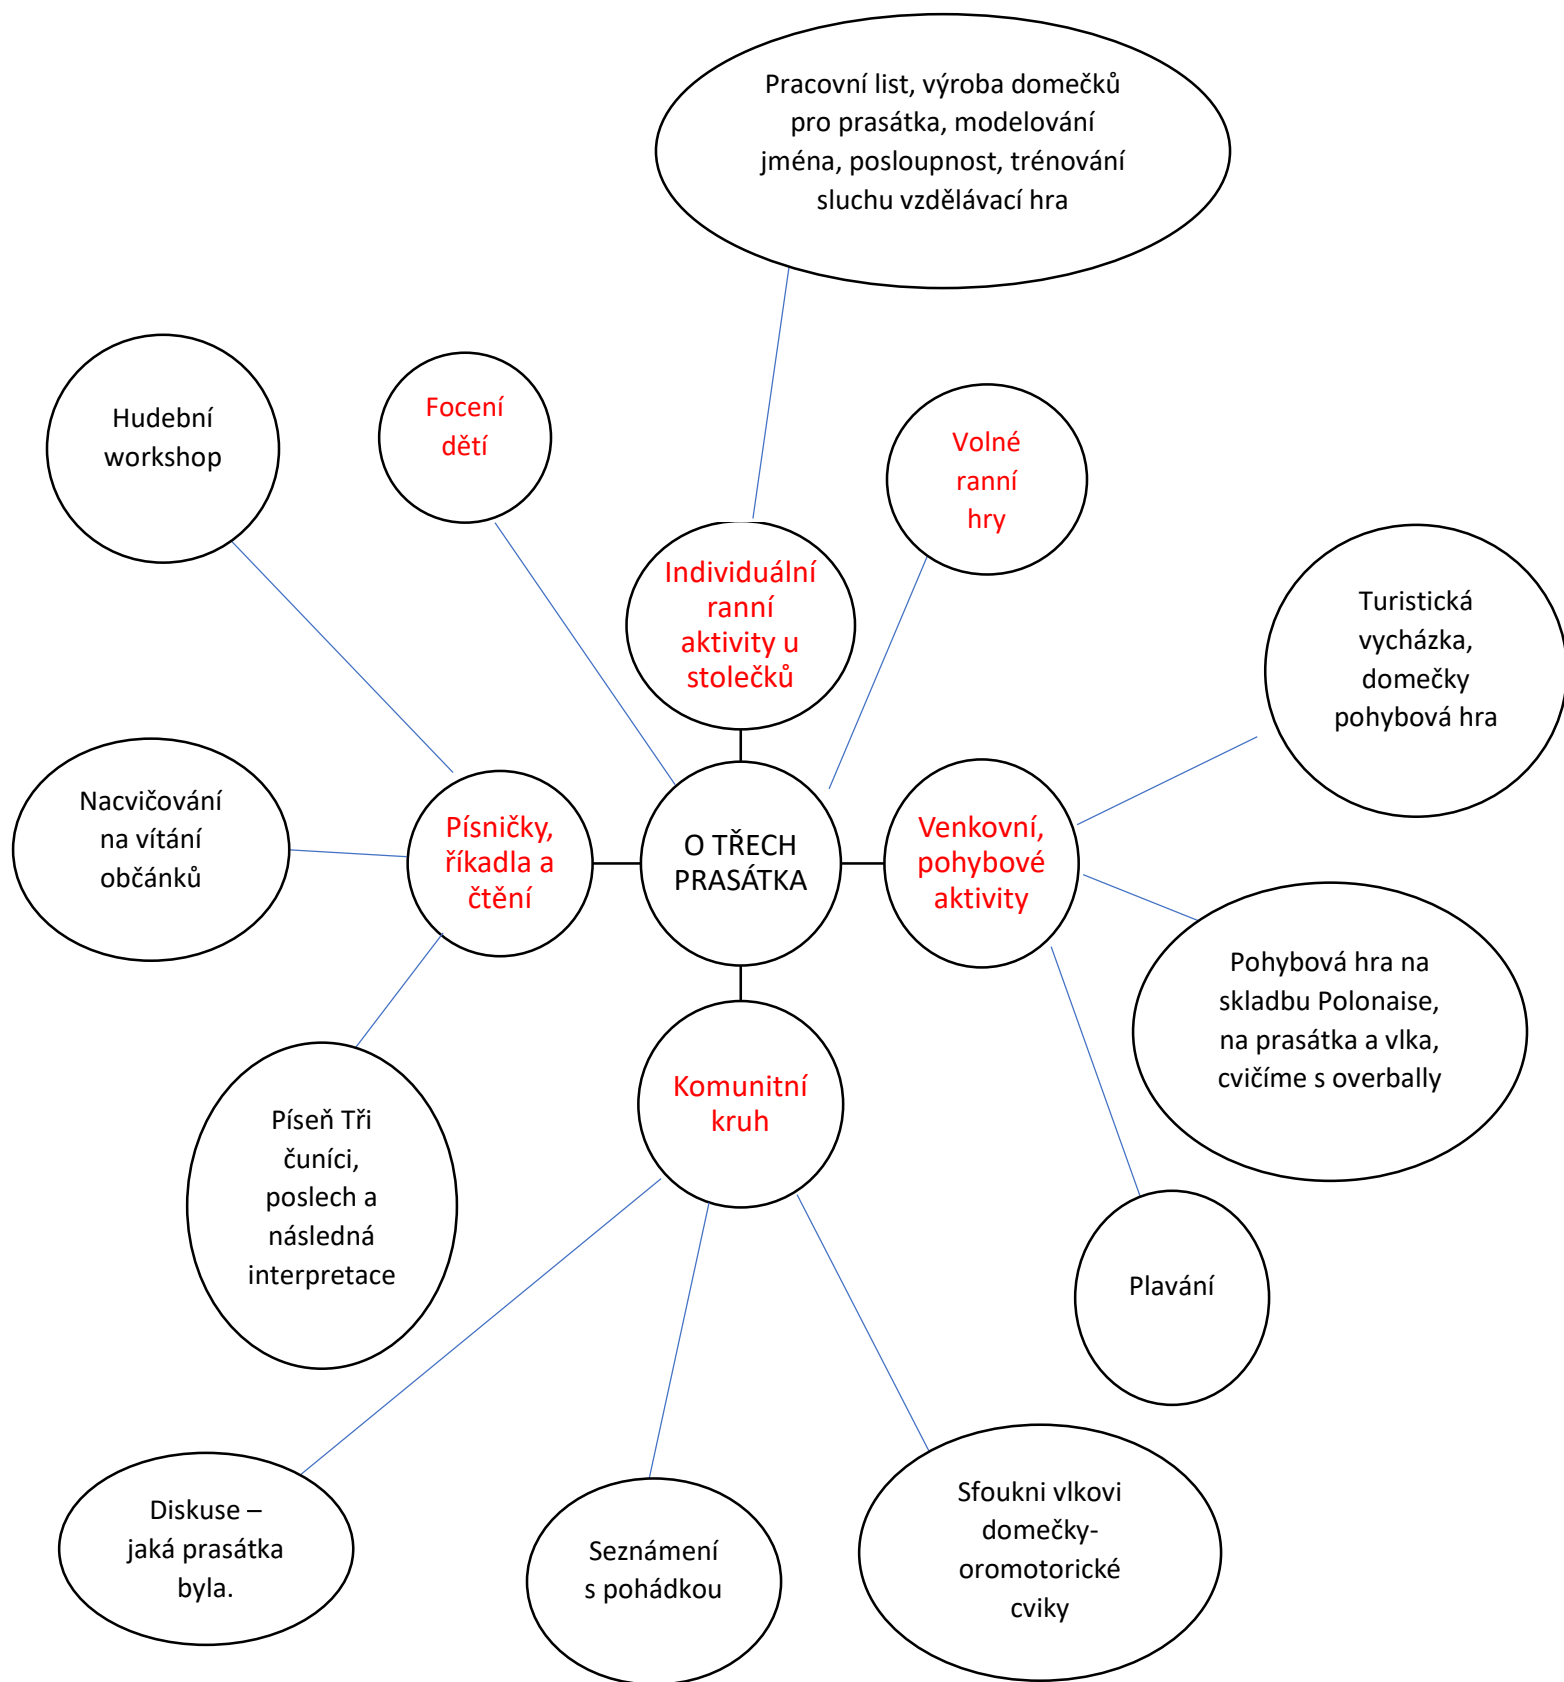 Pracovní list, výroba domečků
pro prasátka, modelování
jména, posloupnost, trénování
sluchu vzdělávací hra
Hudební
workshop
Focení
dětí
Volné
ranní
hry
Individuální
ranní
aktivity u
stolečků
Turistická
vycházka,
domečky
pohybová hra
Nacvičování
na vítání
občánků
Písničky,
říkadla a
čtění
O TŘECH
PRASÁTKA
Venkovní,
pohybové
aktivity
Pohybová hra na
skladbu Polonaise,
na prasátka a vlka,
cvičíme s overbally
Komunitní
kruh
Píseň Tři
čuníci,
poslech a
následná
interpretace
Plavání
Diskuse –
jaká prasátka
byla.
Seznámení
s pohádkou
Sfoukni vlkovi
domečky-
oromotorické
cviky